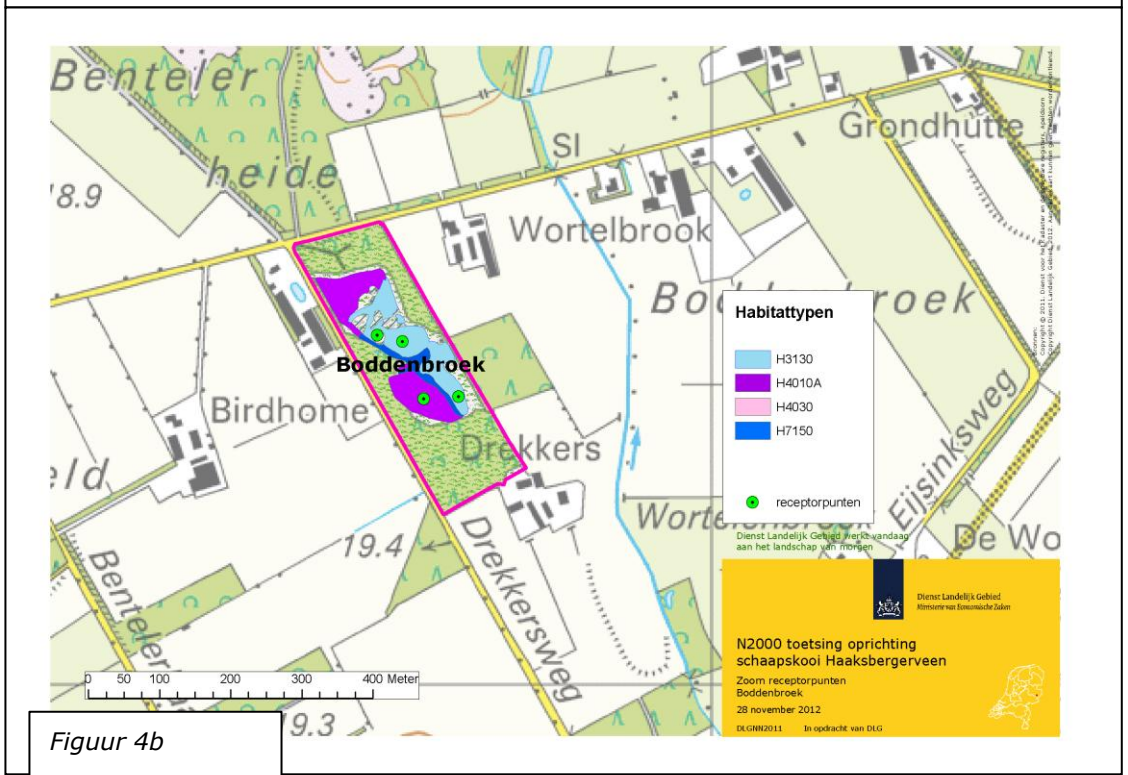 Benteler
heide
18.9
SI
Grondhutte
Wortelbrook
Boddenbroek
Boddenbroek
Birdhome
Drekkers
eld
19.4
Benteler
Drekkersweg
Eijsinksweg
De Wo
19.3
0 50 100 200 300 400 Meter
Habitattypen
H3130
H4010A
H4030
H7150
receptorpunten
Dienst Landelijk Gebied werkt vandaag
aan het landschap van morgen
Dienst Landelijk Gebied
Ministerie van Economische Zaken
N2000 toetsing oprichting
schaapskooi Haaksbergerveen
Zoom receptorpunten
Boddenbroek
28 november 2012
DLGNN2011 In opdracht van DLG
Figuur 4b